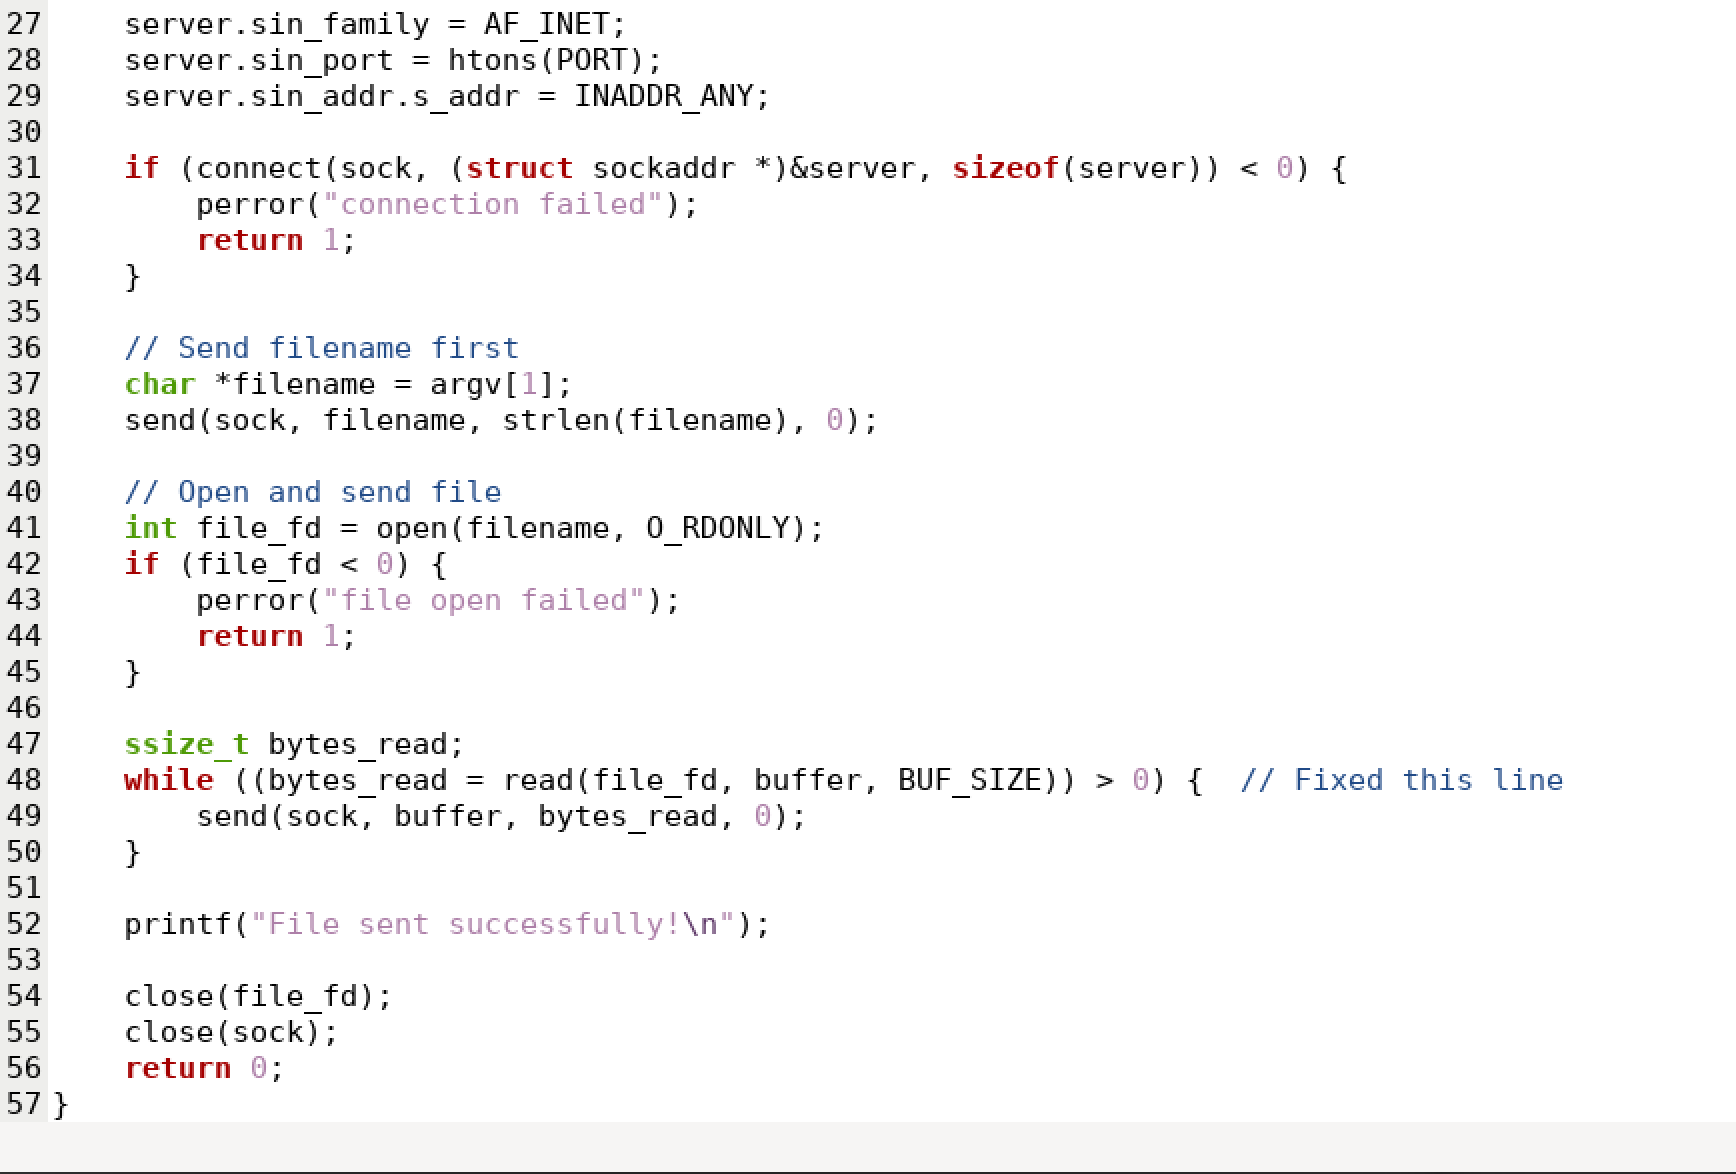 27    server.sin_family = AF_INET;
28    server.sin_port = htons(PORT);
29    server.sin_addr.s_addr = INADDR_ANY;
30
31    if (connect(sock, (struct sockaddr *)&server, sizeof(server)) < 0) {
32        perror("connection failed");
33        return 1;
34    }
35
36    // Send filename first
37    char *filename = argv[1];
38    send(sock, filename, strlen(filename), 0);
39
40    // Open and send file
41    int file_fd = open(filename, O_RDONLY);
42    if (file_fd < 0) {
43        perror("file open failed");
44        return 1;
45    }
46
47    ssize_t bytes_read;
48    while ((bytes_read = read(file_fd, buffer, BUF_SIZE)) > 0) {  // Fixed this line
49        send(sock, buffer, bytes_read, 0);
50    }
51
52    printf("File sent successfully!\n");
53
54    close(file_fd);
55    close(sock);
56    return 0;
57 }